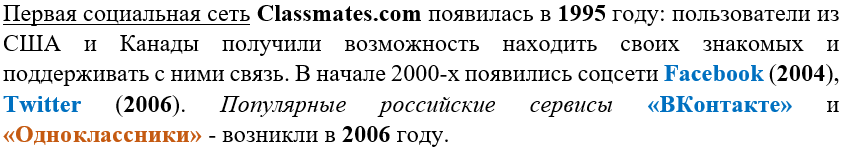 Первая социальная сеть Classmates.com появилась в 1995 году: пользователи из
США и Канады получили возможность находить своих знакомых и
поддерживать с ними связь. В начале 2000-х появились соцсети Facebook (2004),
Twitter (2006). Популярные российские сервисы «ВКонтакте» и
«Одноклассники» - возникли в 2006 году.